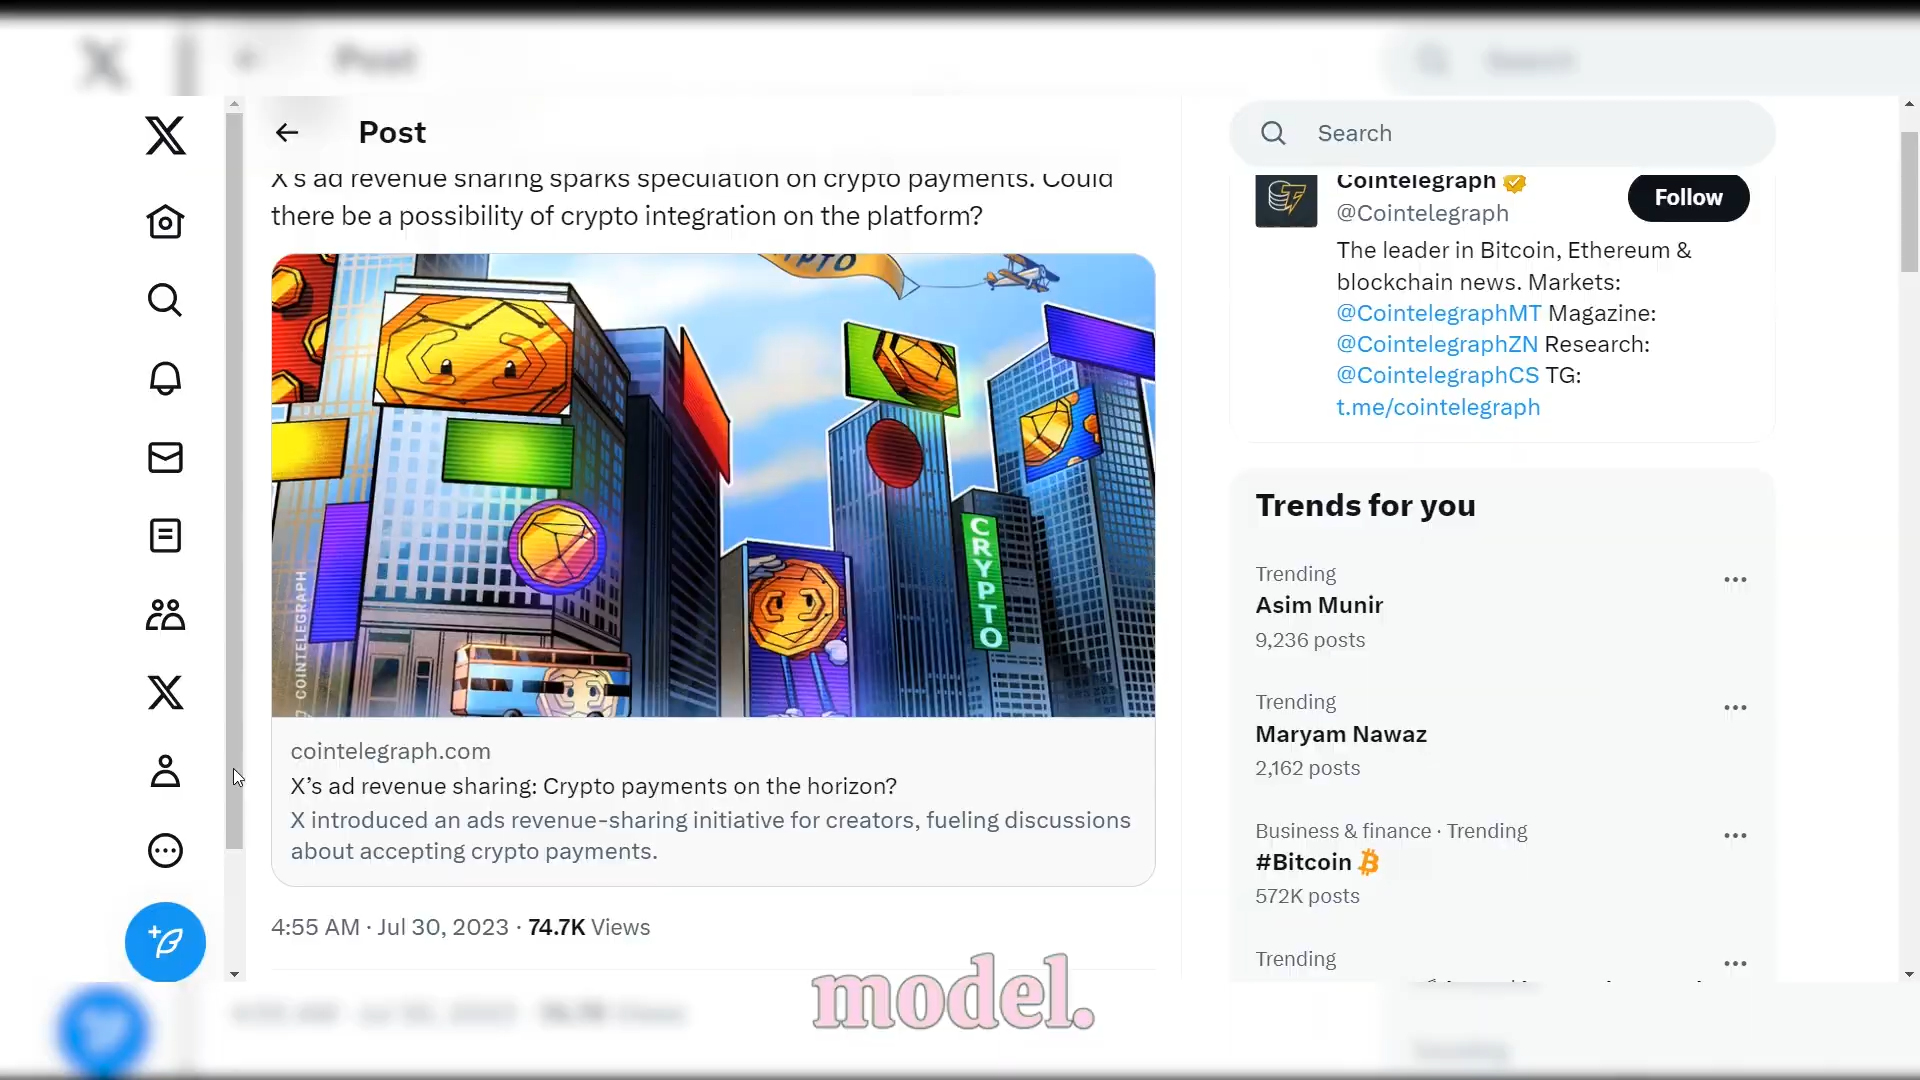 Post
Search
Post
Search
X's ad revenue sharing sparks speculation on crypto payments. Could
there be a possibility of crypto integration on the platform?
CRYPTO
COINTELEGRAPH
cointelegraph.com
X’s ad revenue sharing: Crypto payments on the horizon?
X introduced an ads revenue-sharing initiative for creators, fueling discussions
about accepting crypto payments.
4:55 AM · Jul 30, 2023 · 74.7K Views
Cointelegraph
@Cointelegraph
Follow
The leader in Bitcoin, Ethereum &
blockchain news. Markets:
@CointelegraphMT Magazine:
@CointelegraphZN Research:
@CointelegraphCS TG:
t.me/cointelegraph
Trends for you
Trending
Asim Munir
9,236 posts
Trending
Maryam Nawaz
2,162 posts
Business & finance · Trending
#Bitcoin
572K posts
Trending
model.